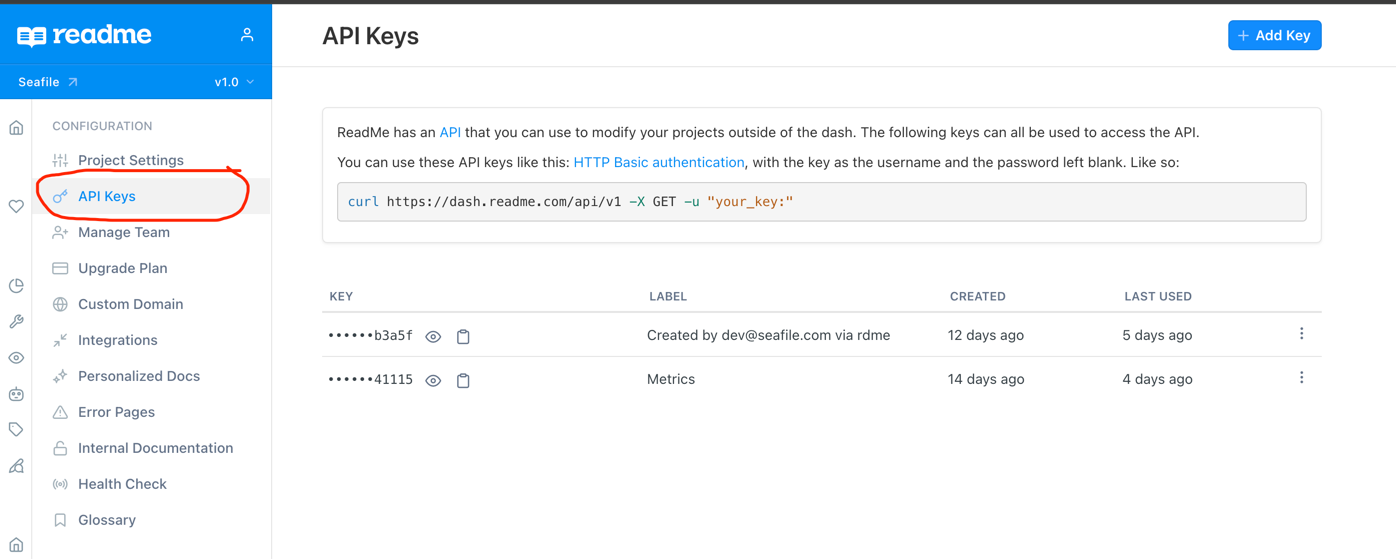 readme
Seafile
v1.0
CONFIGURATION
Project Settings
API Keys
Manage Team
Upgrade Plan
Custom Domain
Integrations
Personalized Docs
Error Pages
Internal Documentation
Health Check
Glossary
API Keys
+ Add Key
ReadMe has an API that you can use to modify your projects outside of the dash. The following keys can all be used to access the API.
You can use these API keys like this: HTTP Basic authentication, with the key as the username and the password left blank. Like so:
curl https://dash.readme.com/api/v1 -X GET -u "your_key:"
KEY LABEL CREATED LAST USED
••••••b3a5f Created by dev@seafile.com via rdme 12 days ago 5 days ago
••••••41115 Metrics 14 days ago 4 days ago